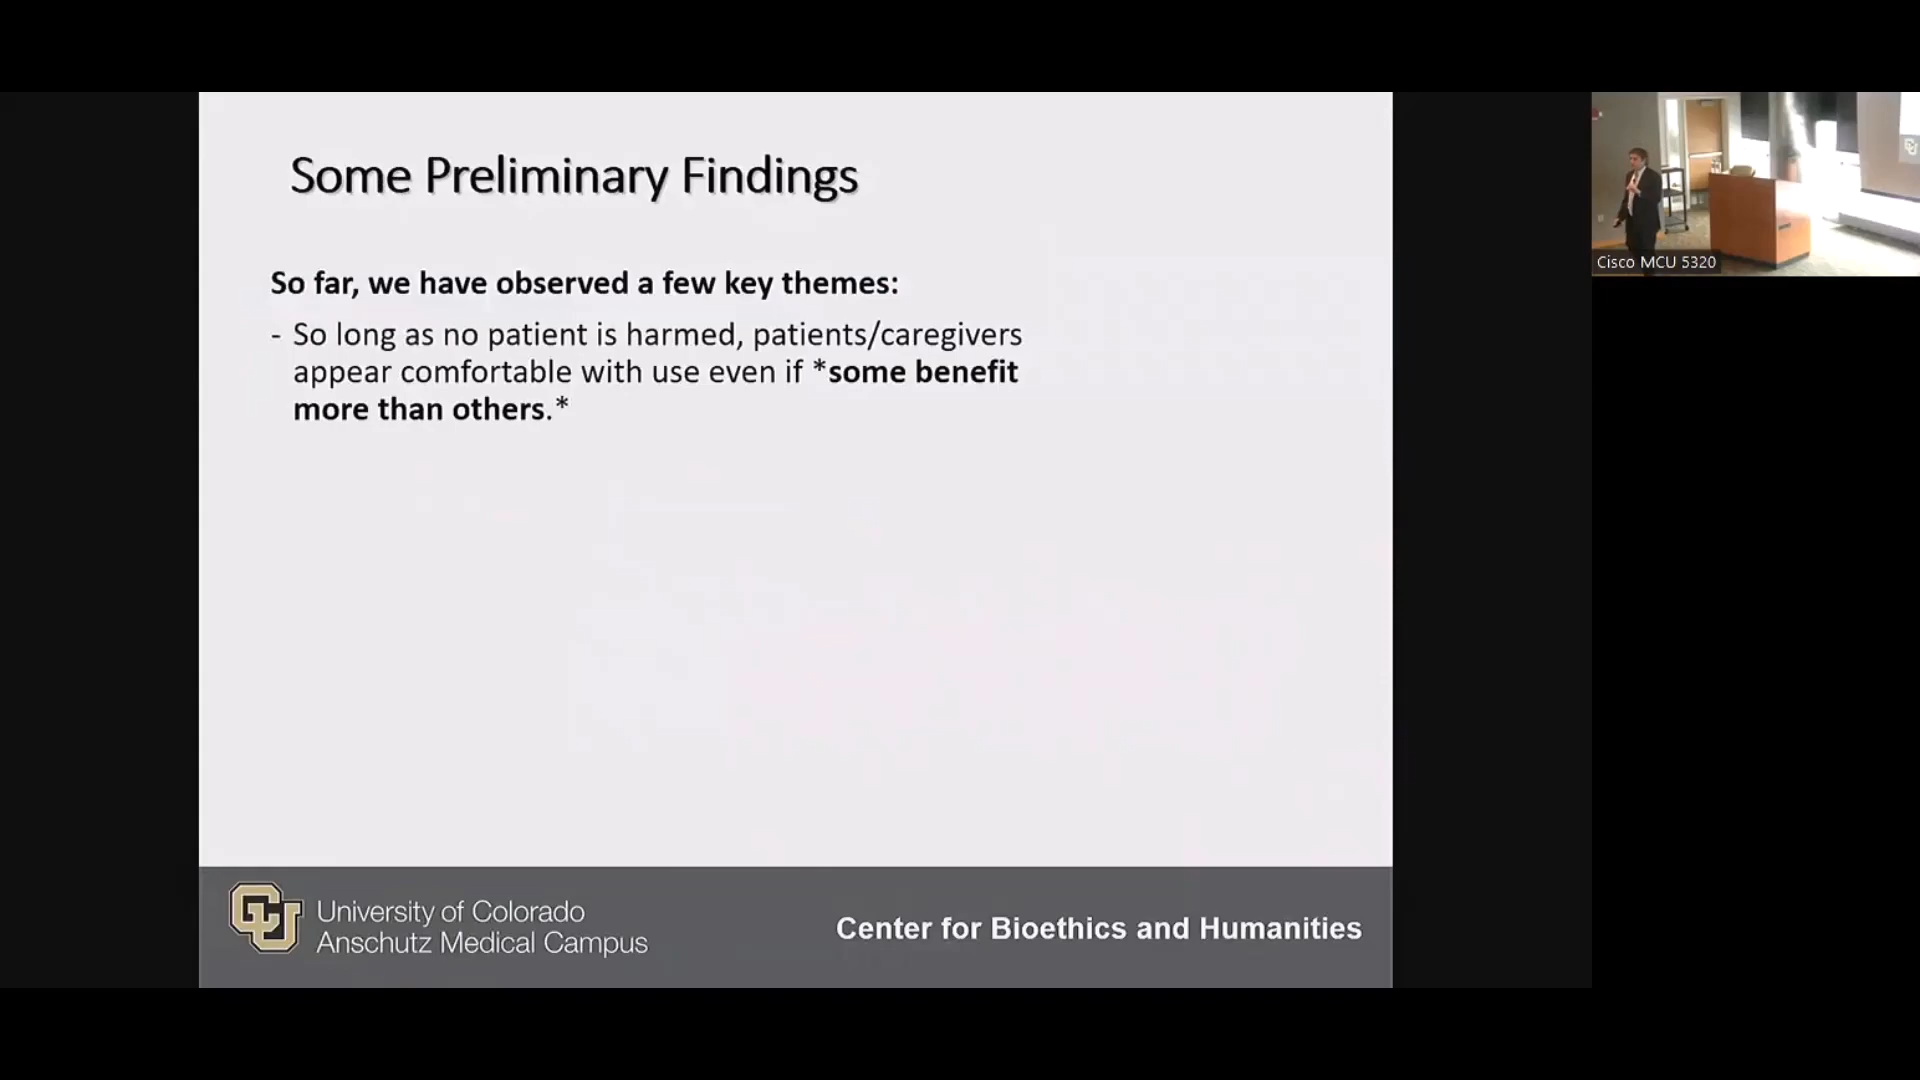 Some Preliminary Findings
So far, we have observed a few key themes:
- So long as no patient is harmed, patients/caregivers
appear comfortable with use even if *some benefit
more than others.*
University of Colorado
Anschutz Medical Campus
Center for Bioethics and Humanities
Cisco MCU 5320